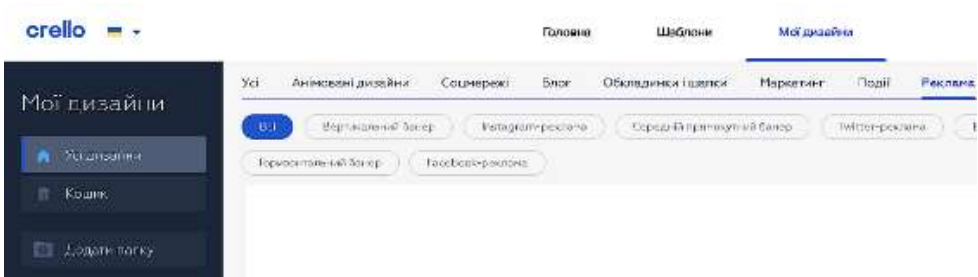 crello
Головна Шаблони Мої дизайни
Мої дизайни
Усі дизайни
Кошик
Додати папку
Усі Анімовані дизайни Соцмережі Блог Обкладинки і шапки Маркетинг Події Реклама
Всі Вертикальний банер Instagram-реклама Середній прямокутний банер Twitter-реклама
Горизонтальний банер Facebook-реклама